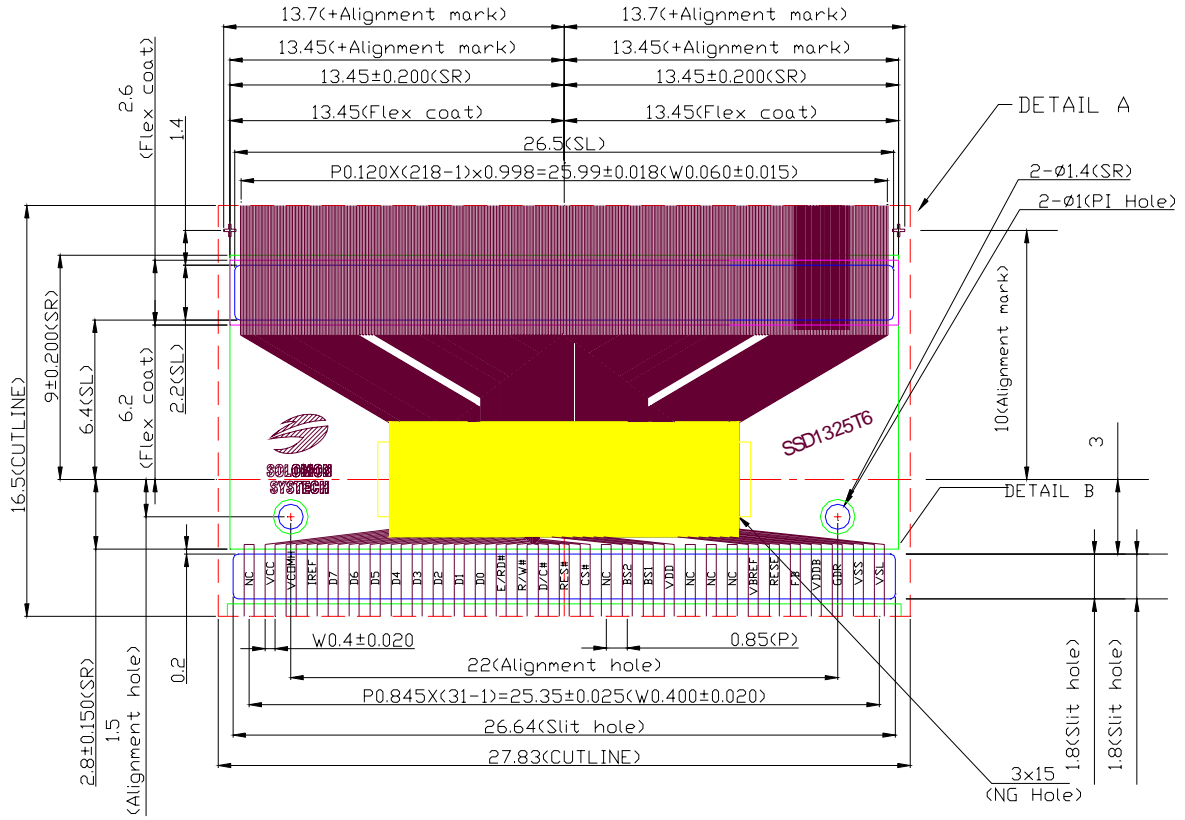 13.7(+Alignment mark)
13.7(+Alignment mark)
13.45(+Alignment mark)
13.45(+Alignment mark)
13.45±0.200(SR)
13.45±0.200(SR)
13.45(Flex coat)
13.45(Flex coat)
26.5(SL)
P0.120X(218-1)x0.998=25.99±0.018(W0.060±0.015)
2.6
(Flex coat)
1.4
DETAIL A
2-ø1.4(SR)
2-ø1(PI Hole)
16.5(CUTLINE)
9±0.200(SR)
6.4(SL)
6.2
(Flex coat)
2.2(SL)
10(Alignment mark)
3
SOLOMON
SYSTECH
SSD1325T6
DETAIL B
NC
VCC
VCOMH
IREF
D7
D6
D5
D4
D3
D2
D1
D0
E/RD#
R/W#
D/C#
RES#
CS#
NC
BS2
BS1
VDD
NC
NC
NC
VBREF
RESE
FB
VDDB
GDR
VSS
VSL
W0.4±0.020
0.85(P)
22(Alignment hole)
P0.845X(31-1)=25.35±0.025(W0.400±0.020)
26.64(Slit hole)
27.83(CUTLINE)
2.8±0.150(SR)
1.5
(Alignment hole)
0.2
1.8(Slit hole)
1.8(Slit hole)
3x15
(NG Hole)